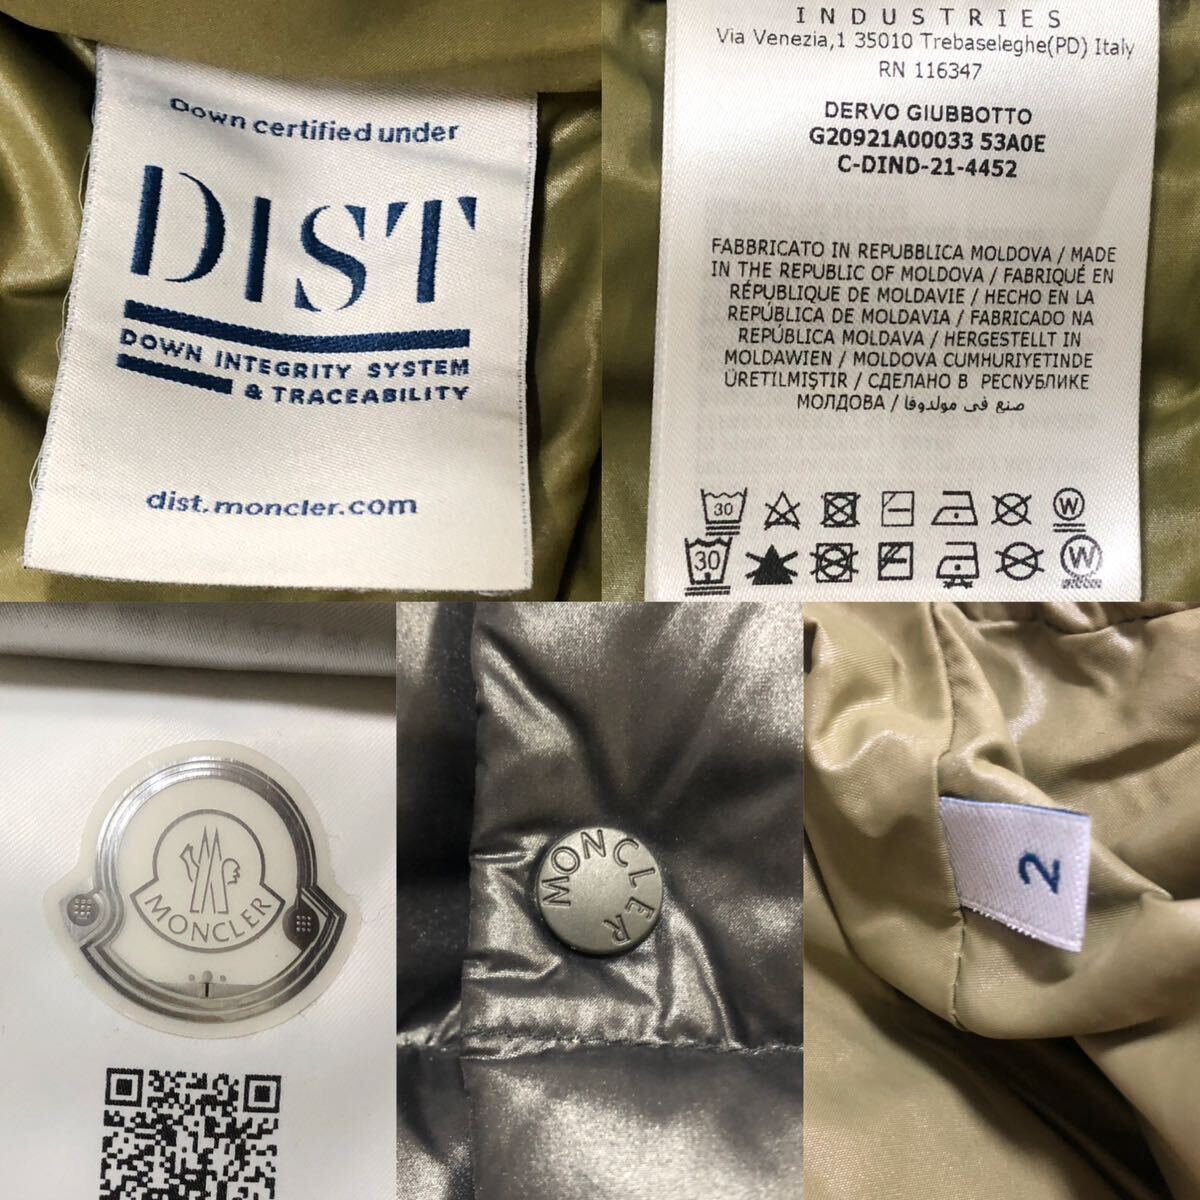 Down certified under
DIST
DOWN INTEGRITY SYSTEM
& TRACEABILITY
dist.moncler.com
INDUSTRIES
Via Venezia,1 35010 Trebaseleghe(PD) Italy
RN 116347
DERVO GIUBBOTTO
G20921A00033 53A0E
C-DIND-21-4452
FABBRICATO IN REPUBBLICA MOLDOVA / MADE
IN THE REPUBLIC OF MOLDOVA / FABRIQUÉ EN
RÉPUBLIQUE DE MOLDAVIE / HECHO EN LA
REPÚBLICA DE MOLDAVIA / FABRICADO NA
REPÚBLICA MOLDAVA / HERGESTELLT IN
MOLDAWIEN / MOLDOVA CUMHURIYETINDE
ÜRETILMIŞTIR / СДЕЛАНО В РЕСПУБЛИКЕ
МОЛДОВА / صنع في مولدوفا
30 W
30 W
MONCLER
MONCLER
2